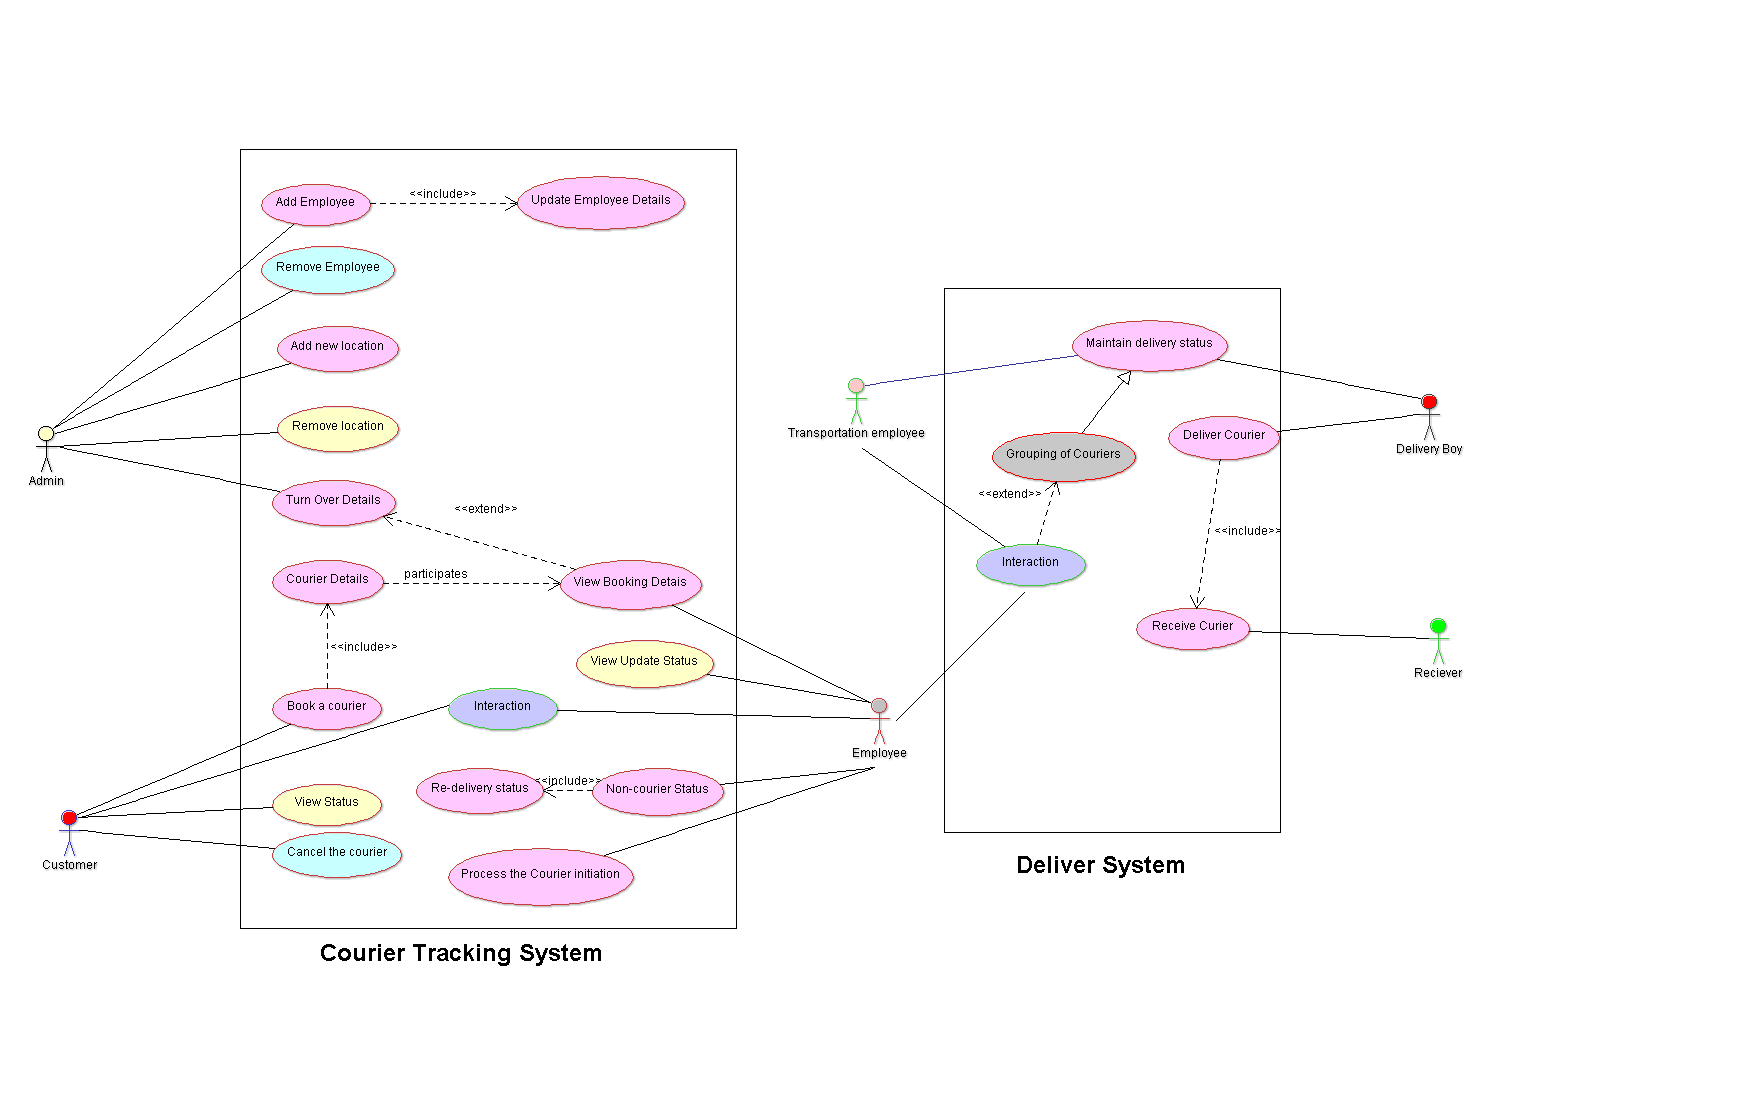 Add Employee
<<include>>
Update Employee Details
Remove Employee
Add new location
Remove location
Turn Over Details
<<extend>>
Courier Details
participates
View Booking Detais
<<include>>
View Update Status
Book a courier
Interaction
Re-delivery status
<<include>>
Non-courier Status
View Status
Cancel the courier
Process the Courier initiation
Admin
Customer
Employee
Courier Tracking System
Transportation employee
Maintain delivery status
Deliver Courier
Grouping of Couriers
<<extend>>
<<include>>
Interaction
Receive Curier
Delivery Boy
Reciever
Deliver System